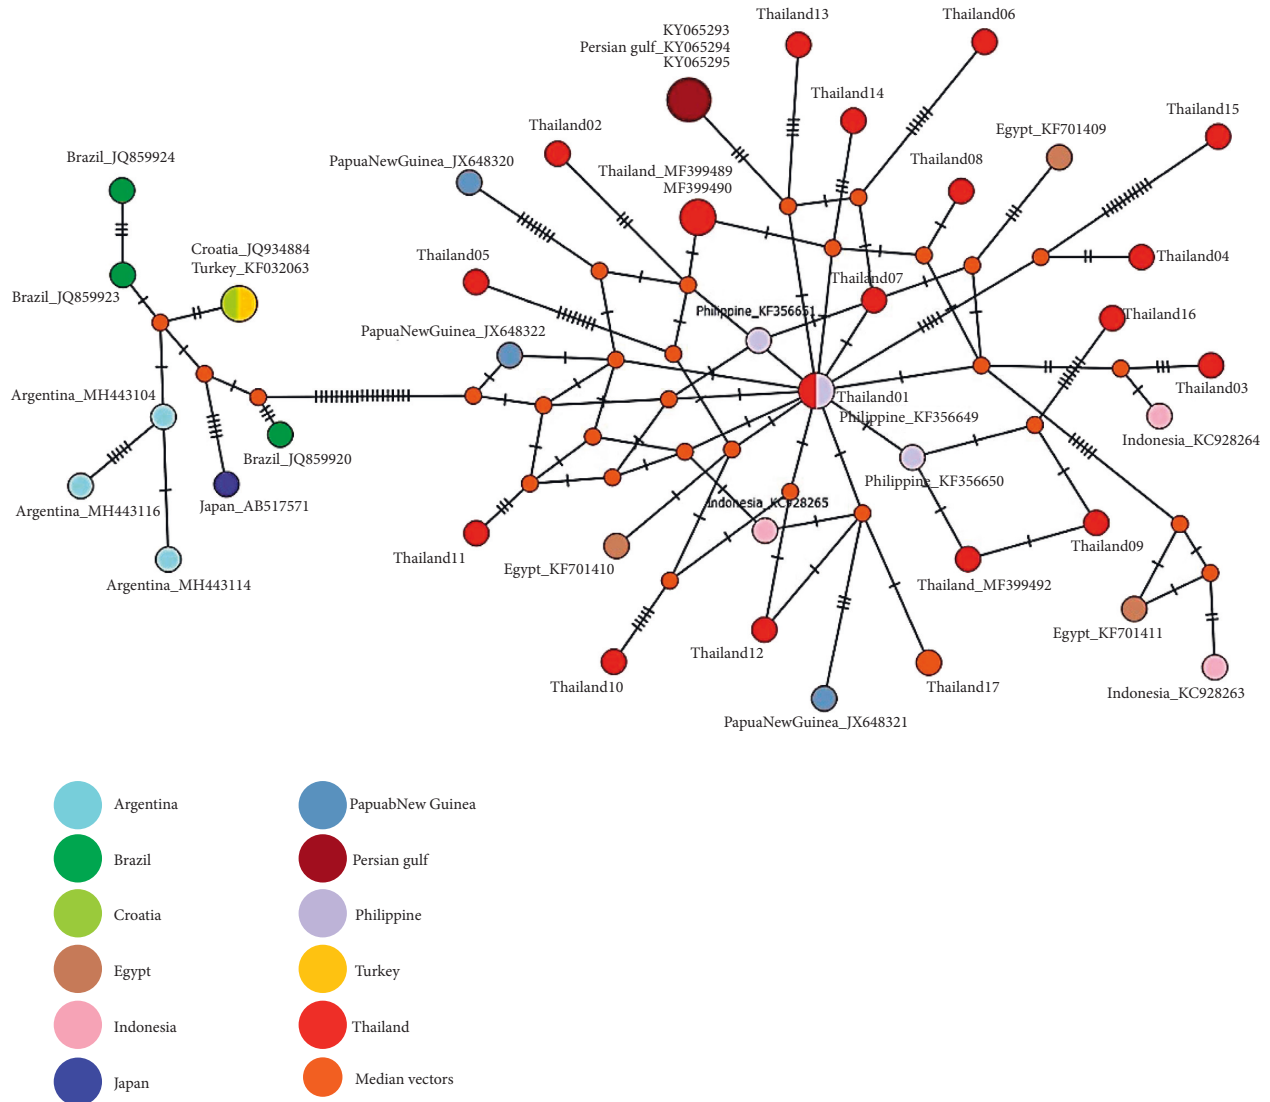 Thailand13
Thailand06
KY065293
Persian gulf_KY065294
KY065295
Thailand14
Thailand15
Thailand02
Egypt_KF701409
Brazil_JQ859924
PapuaNewGuinea_JX648320
Thailand_MF399489
MF399490
Thailand08
Croatia_JQ934884
Turkey_KF032063
Thailand05
Thailand04
Thailand07
Brazil_JQ859923
Philippine_KF356651
PapuaNewGuinea_JX648322
Thailand16
Argentina_MH443104
Thailand03
Thailand01
Philippine_KF356649
Indonesia_KC928264
Brazil_JQ859920
Philippine_KF356650
Argentina_MH443116
Japan_AB517571
Indonesia_KC928265
Thailand11
Egypt_KF701410
Thailand09
Argentina_MH443114
Thailand_MF399492
Egypt_KF701411
Thailand12
Thailand10
Thailand17
Indonesia_KC928263
PapuaNewGuinea_JX648321
Argentina
Brazil
Croatia
Egypt
Indonesia
Japan
PapuabNew Guinea
Persian gulf
Philippine
Turkey
Thailand
Median vectors